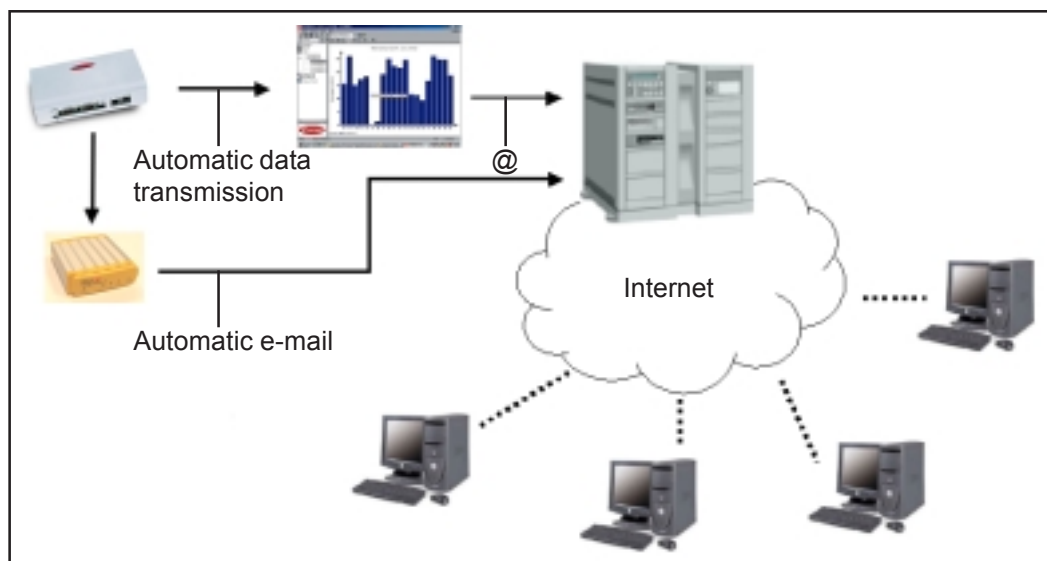 Automatic data
transmission
@
Internet
Automatic e-mail